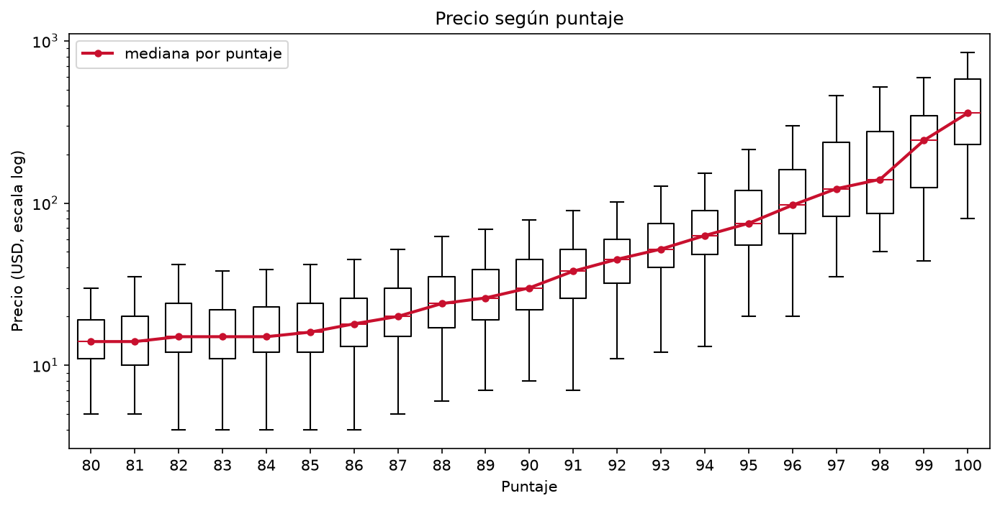 Precio según puntaje
mediana por puntaje
Precio (USD, escala log)
10³
10²
10¹
80 81 82 83 84 85 86 87 88 89 90 91 92 93 94 95 96 97 98 99 100
Puntaje